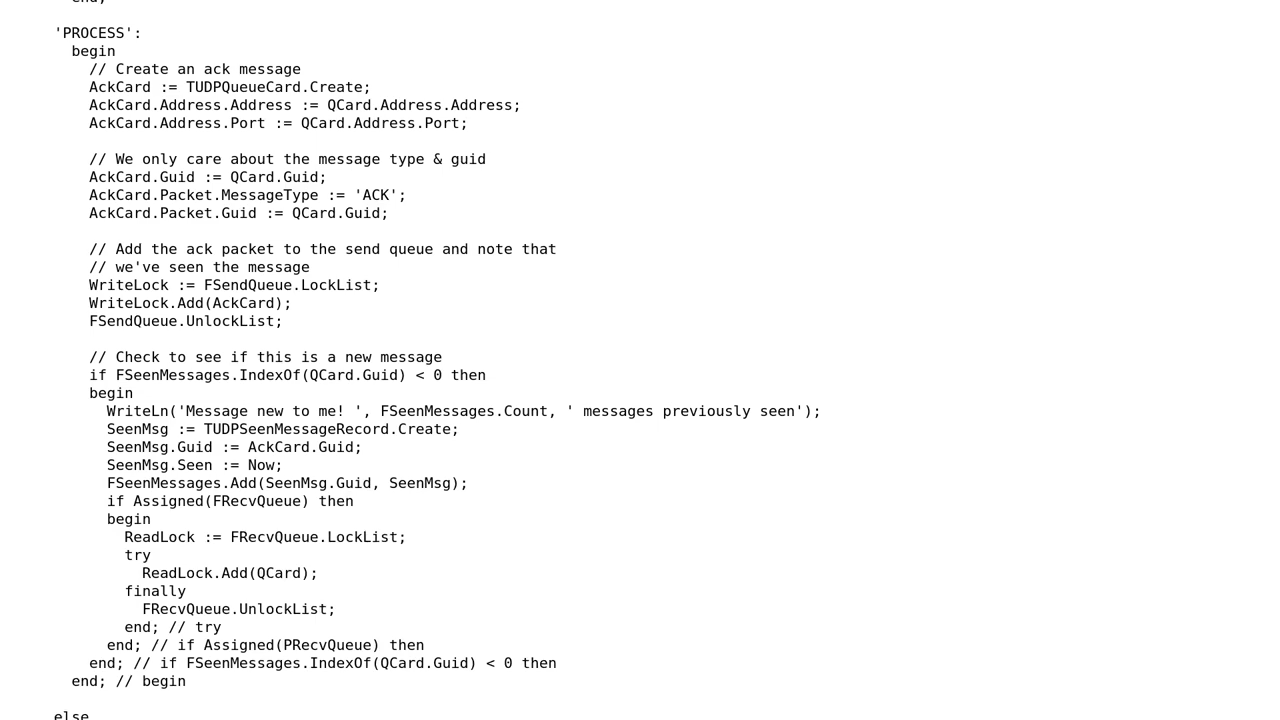 end;
'PROCESS':
begin
// Create an ack message
AckCard := TUDPQueueCard.Create;
AckCard.Address.Address := QCard.Address.Address;
AckCard.Address.Port := QCard.Address.Port;
// We only care about the message type & guid
AckCard.Guid := QCard.Guid;
AckCard.Packet.MessageType := 'ACK';
AckCard.Packet.Guid := QCard.Guid;
// Add the ack packet to the send queue and note that
// we've seen the message
WriteLock := FSendQueue.LockList;
WriteLock.Add(AckCard);
FSendQueue.UnlockList;
// Check to see if this is a new message
if FSeenMessages.IndexOf(QCard.Guid) < 0 then
begin
WriteLn('Message new to me! ', FSeenMessages.Count, ' messages previously seen');
SeenMsg := TUDPSeenMessageRecord.Create;
SeenMsg.Guid := AckCard.Guid;
SeenMsg.Seen := Now;
FSeenMessages.Add(SeenMsg.Guid, SeenMsg);
if Assigned(FRecvQueue) then
begin
ReadLock := FRecvQueue.LockList;
try
ReadLock.Add(QCard);
finally
FRecvQueue.UnlockList;
end; // try
end; // if Assigned(PRecvQueue) then
end; // if FSeenMessages.IndexOf(QCard.Guid) < 0 then
end; // begin
else